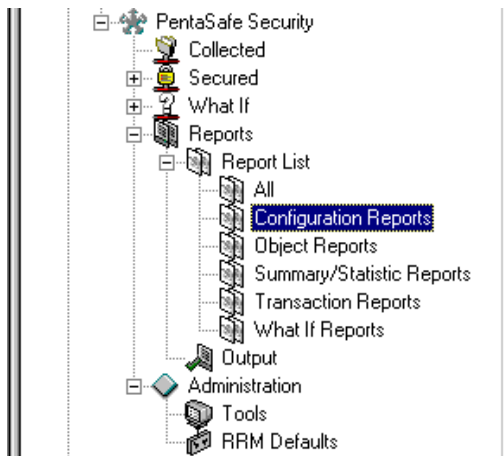 PentaSafe Security
Collected
Secured
What If
Reports
Report List
All
Configuration Reports
Object Reports
Summary/Statistic Reports
Transaction Reports
What If Reports
Output
Administration
Tools
RRM Defaults